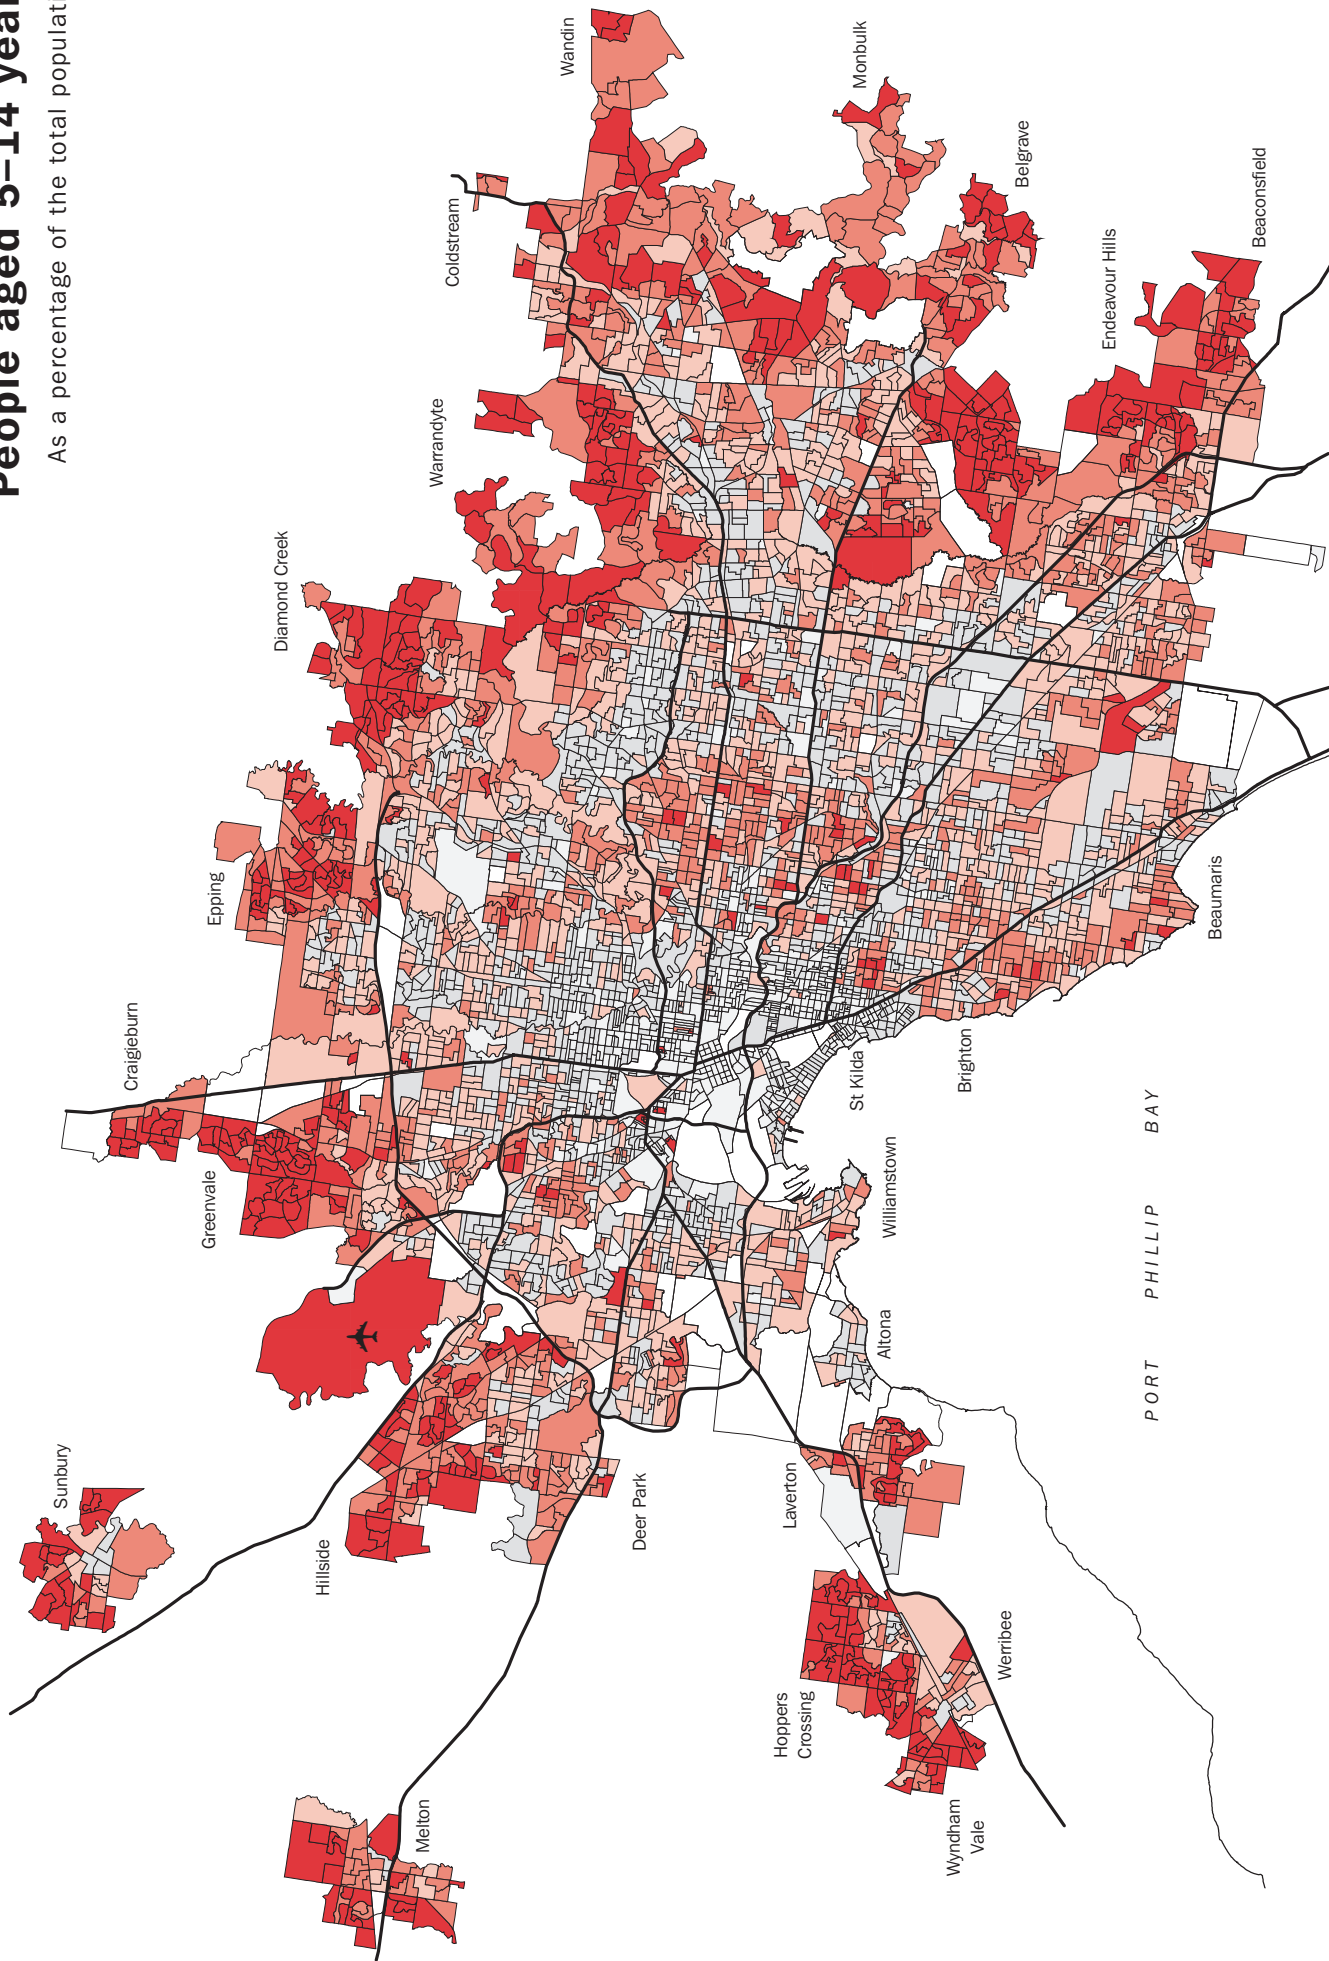 People aged 5–14 year
As a percentage of the total populati
Sunbury
Craigieburn
Epping
Diamond Creek
Greenvale
Hillside
Melton
Warrandyte
Coldstream
Wandin
Deer Park
Hoppers
Crossing
Laverton
Altona
Williamstown
St Kilda
Monbulk
Wyndham
Vale
Werribee
Brighton
Belgrave
Endeavour Hills
Beaumaris
Beaconsfield
PORT PHILLIP BAY